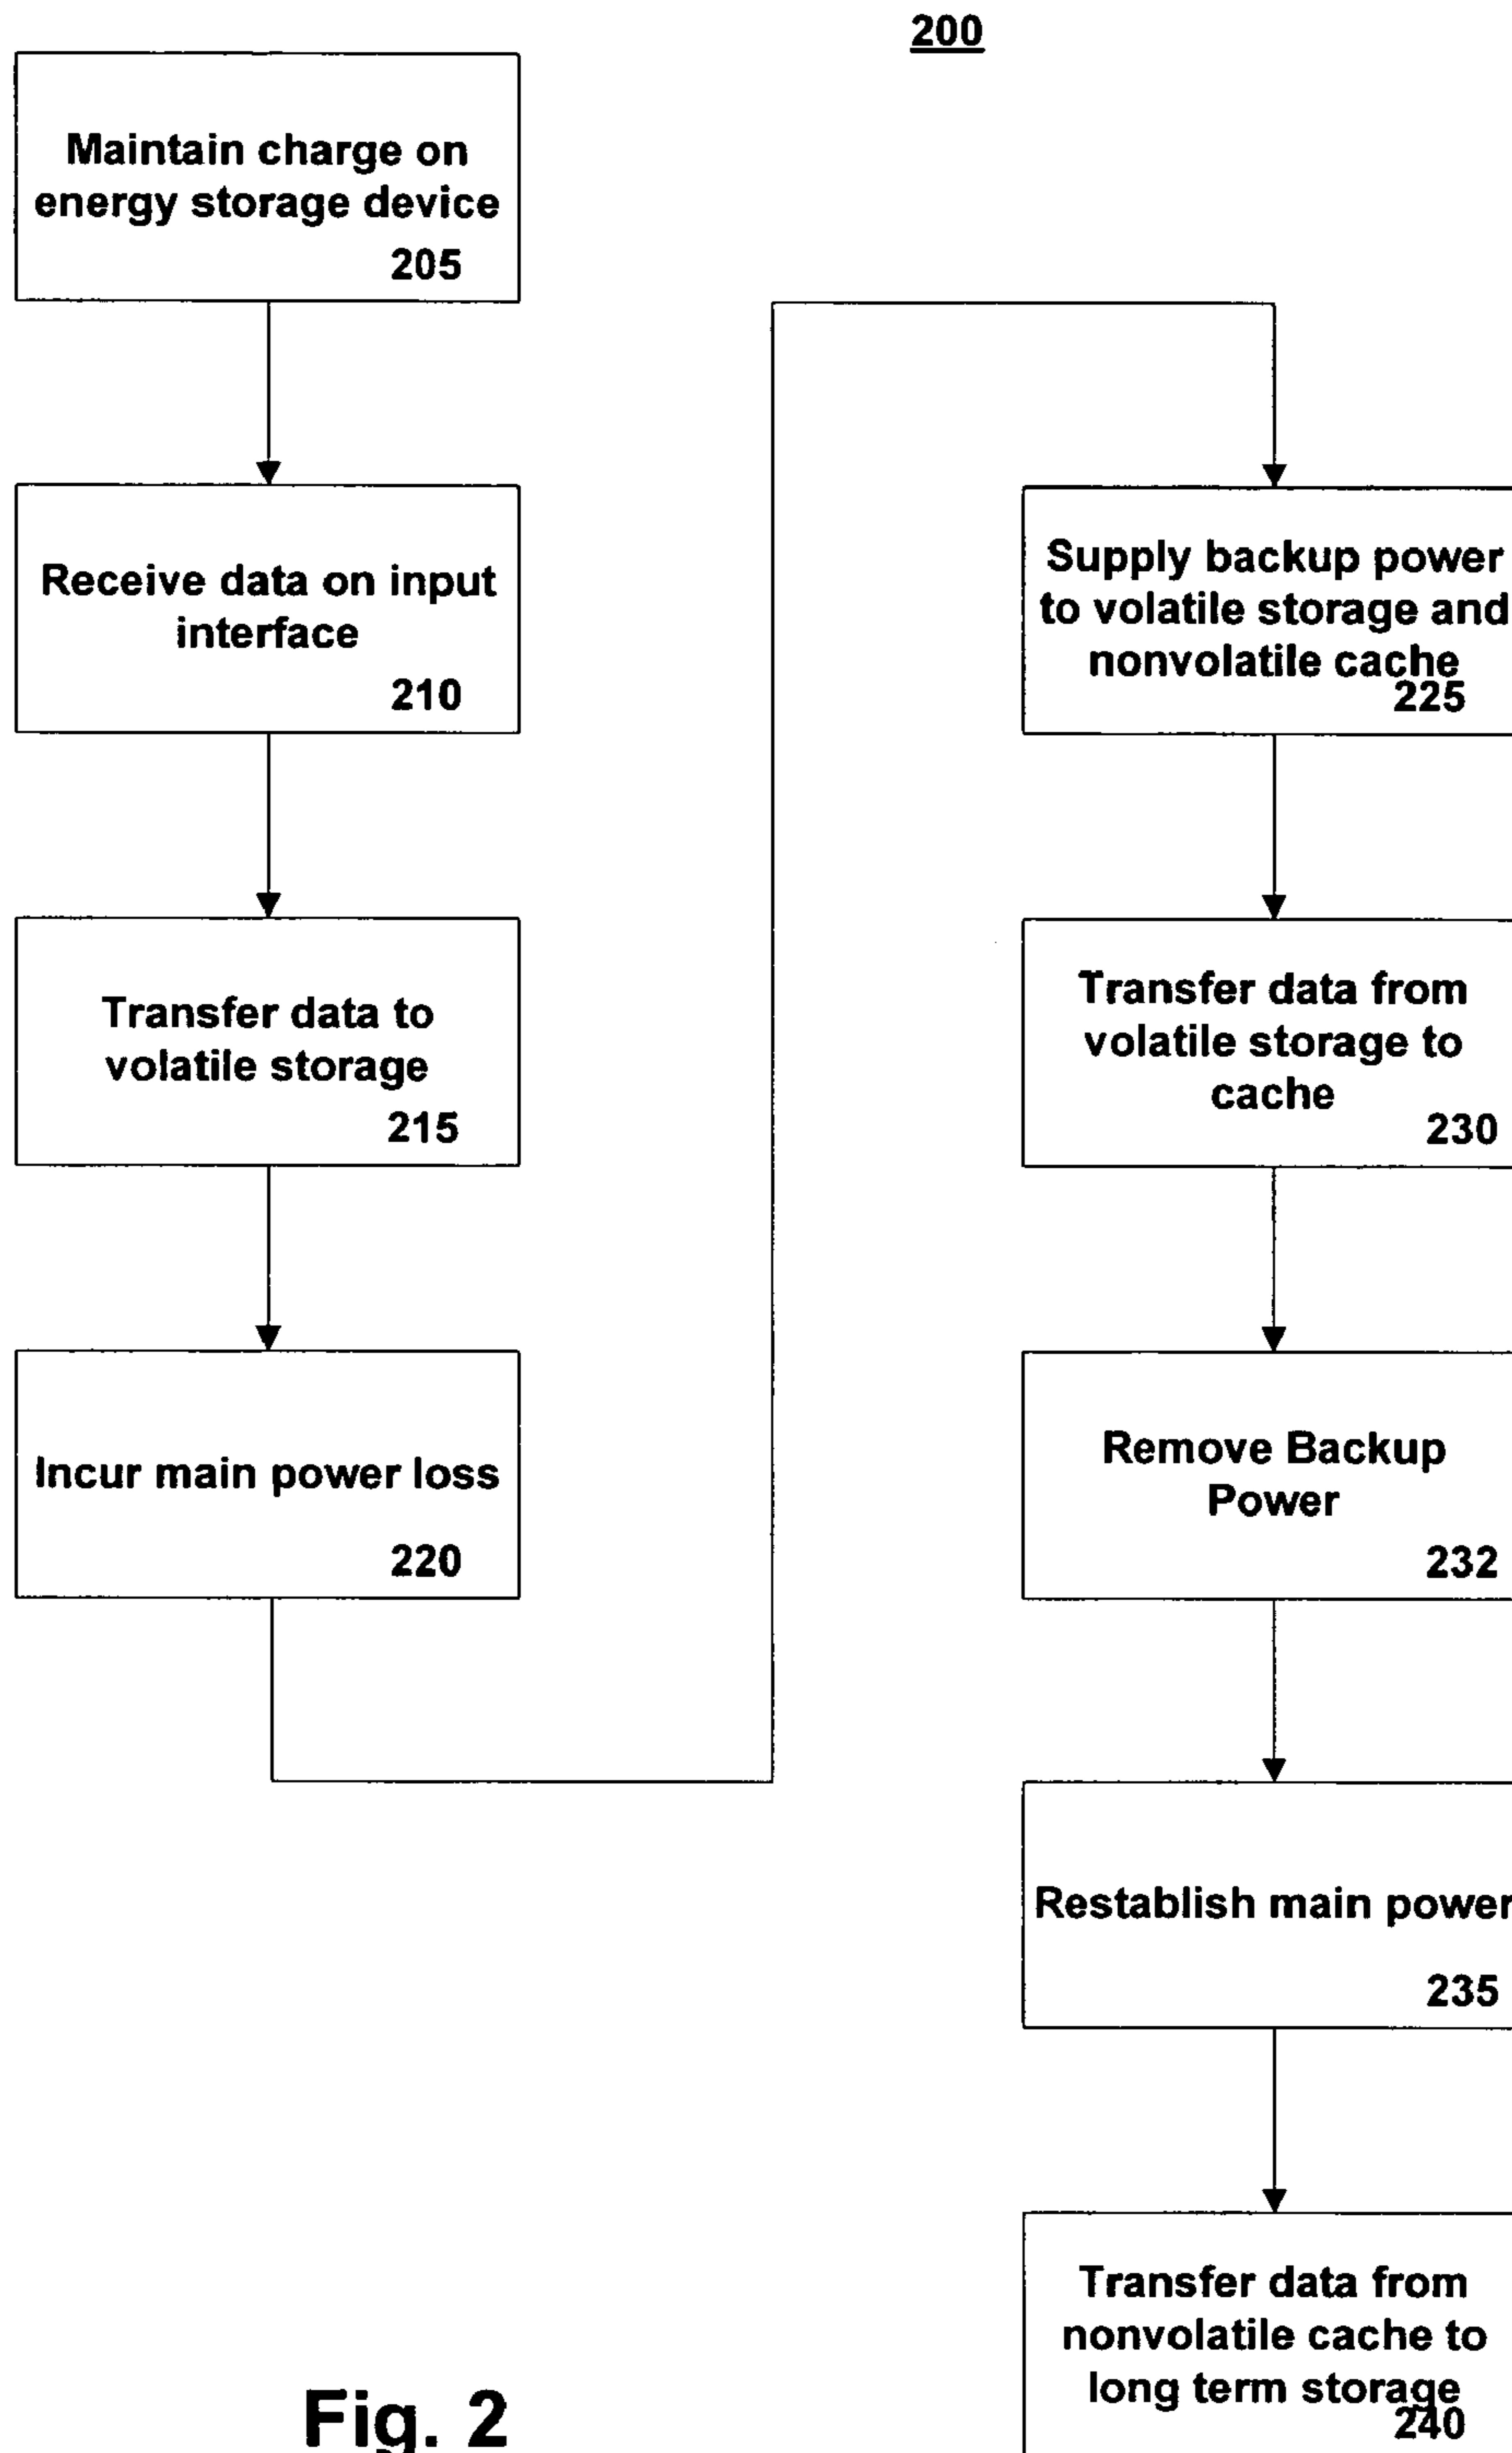 200
Maintain charge on
energy storage device
205
Receive data on input
interface
210
Transfer data to
volatile storage
215
Incur main power loss
220
Supply backup power
to volatile storage and
nonvolatile cache
225
Transfer data from
volatile storage to
cache
230
Remove Backup
Power
232
Restablish main power
235
Transfer data from
nonvolatile cache to
long term storage
240
Fig. 2